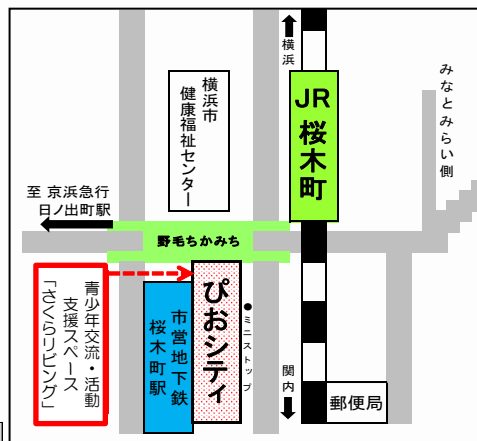 横浜
JR
桜木町
みなとみらい側
横浜市
健康福祉センター
至 京浜急行
日ノ出町駅
野毛ちかみち
青少年交流・活動
支援スペース
「さくらリビング」
市営地下鉄
桜木町駅
ぴおシティ
●ミニストップ
関内
郵便局